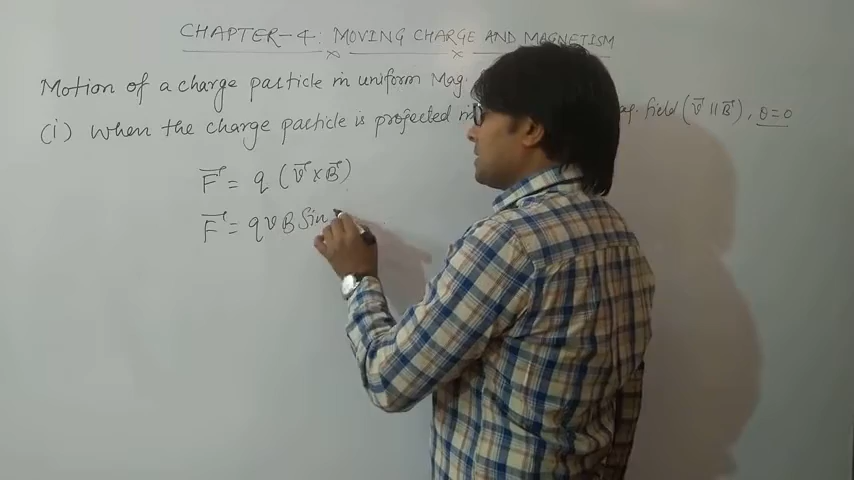 CHAPTER-4: MOVING CHARGE AND MAGNETISM
Motion of a charge particle in uniform Mag.
(i) When the charge particle is projected field (V⃗ || B⃗), θ=0
F⃗ = q (V⃗ × B⃗)
F⃗ = qvB Sin